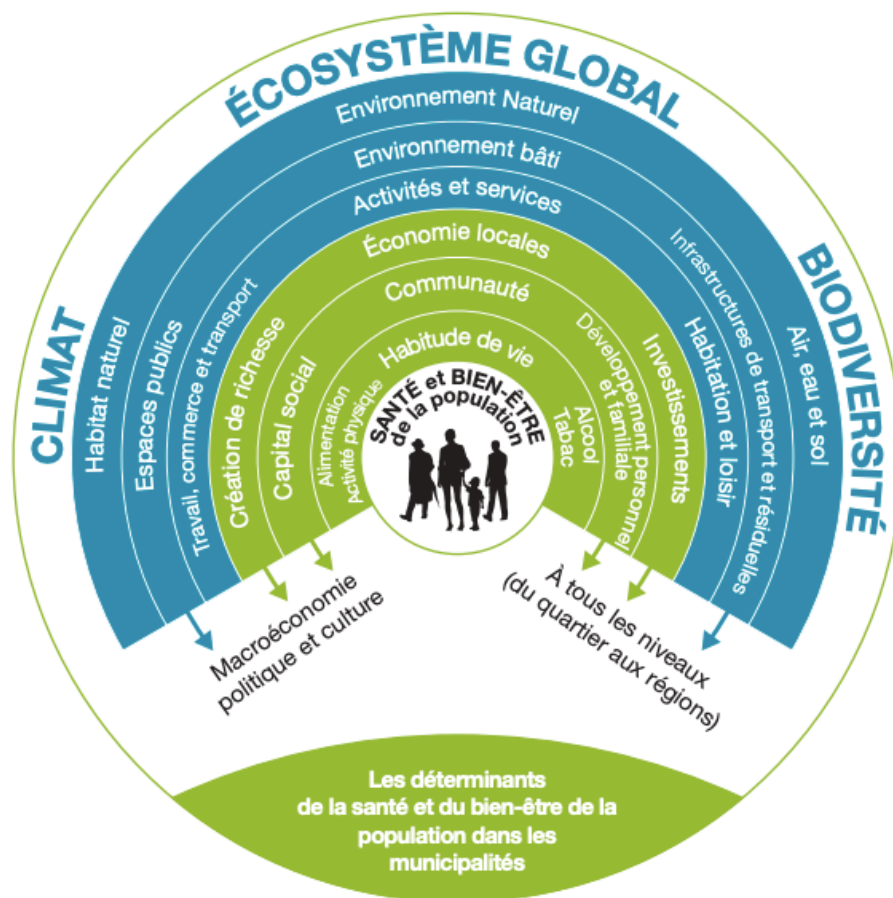 ÉCOSYSTÈME GLOBAL
CLIMAT
BIODIVERSITÉ
Environnement Naturel
Habitat naturel
Air, eau et sol
Environnement bâti
Espaces publics
Infrastructures de transport et résiduelles
Activités et services
Travail, commerce et transport
Habitation et loisir
Économie locales
Création de richesse
Investissements
Communauté
Capital social
Développement personnel
et familiale
Habitude de vie
Alimentation
Activité physique
Alcool
Tabac
SANTÉ et BIEN-ÊTRE
de la population
Macroéconomie
politique et culture
À tous les niveaux
(du quartier aux régions)
Les déterminants
de la santé et du bien-être de la
population dans les
municipalités